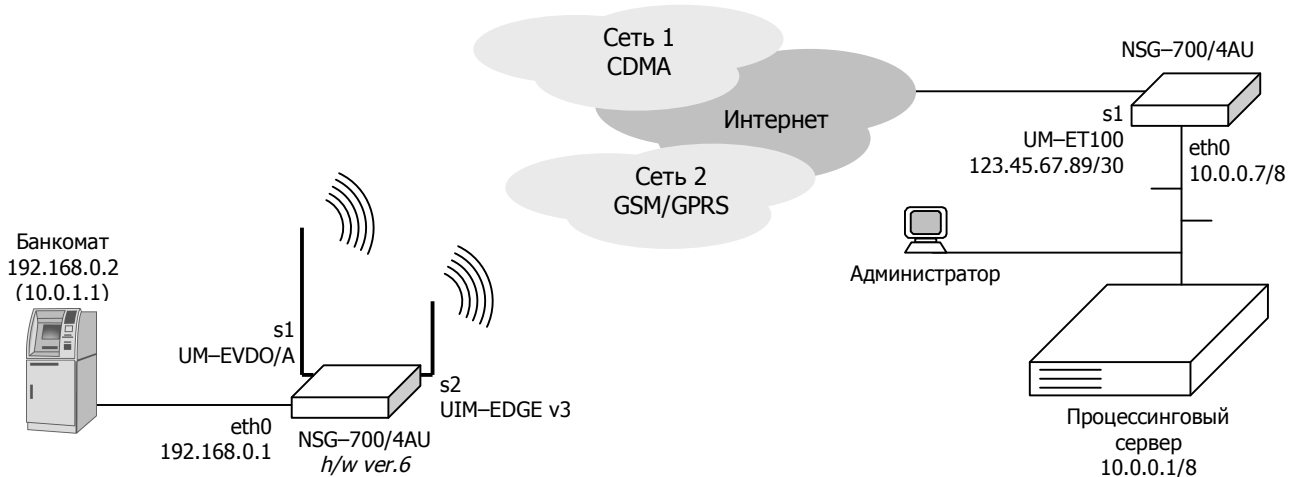 Сеть 1
CDMA
Интернет
Сеть 2
GSM/GPRS
NSG–700/4AU
s1
UM–ET100
123.45.67.89/30
eth0
10.0.0.7/8
Администратор
Процессинговый
сервер
10.0.0.1/8
Банкомат
192.168.0.2
(10.0.1.1)
s1
UM–EVDO/A
s2
UIM–EDGE v3
eth0
192.168.0.1
NSG–700/4AU
h/w ver.6